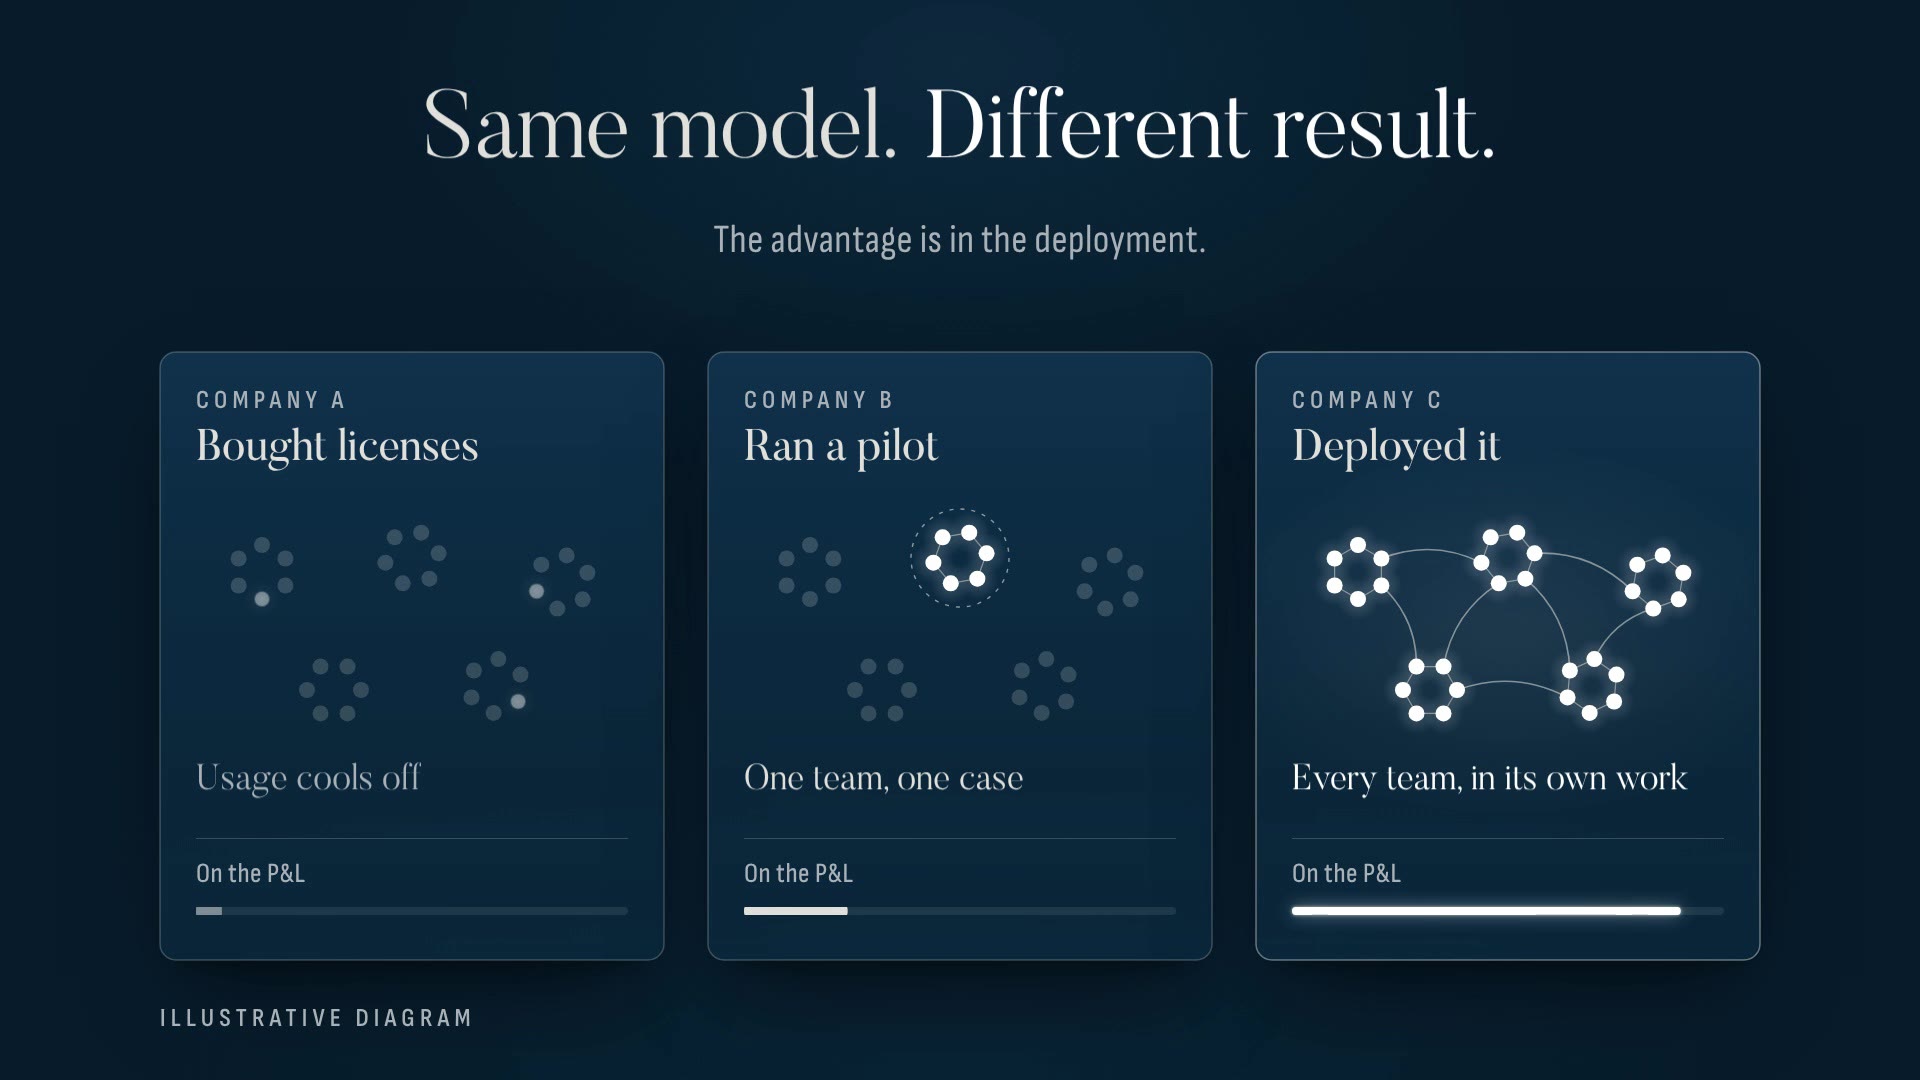 Same model. Different result.
The advantage is in the deployment.
COMPANY A
Bought licenses
Usage cools off
On the P&L
COMPANY B
Ran a pilot
One team, one case
On the P&L
COMPANY C
Deployed it
Every team, in its own work
On the P&L
ILLUSTRATIVE DIAGRAM